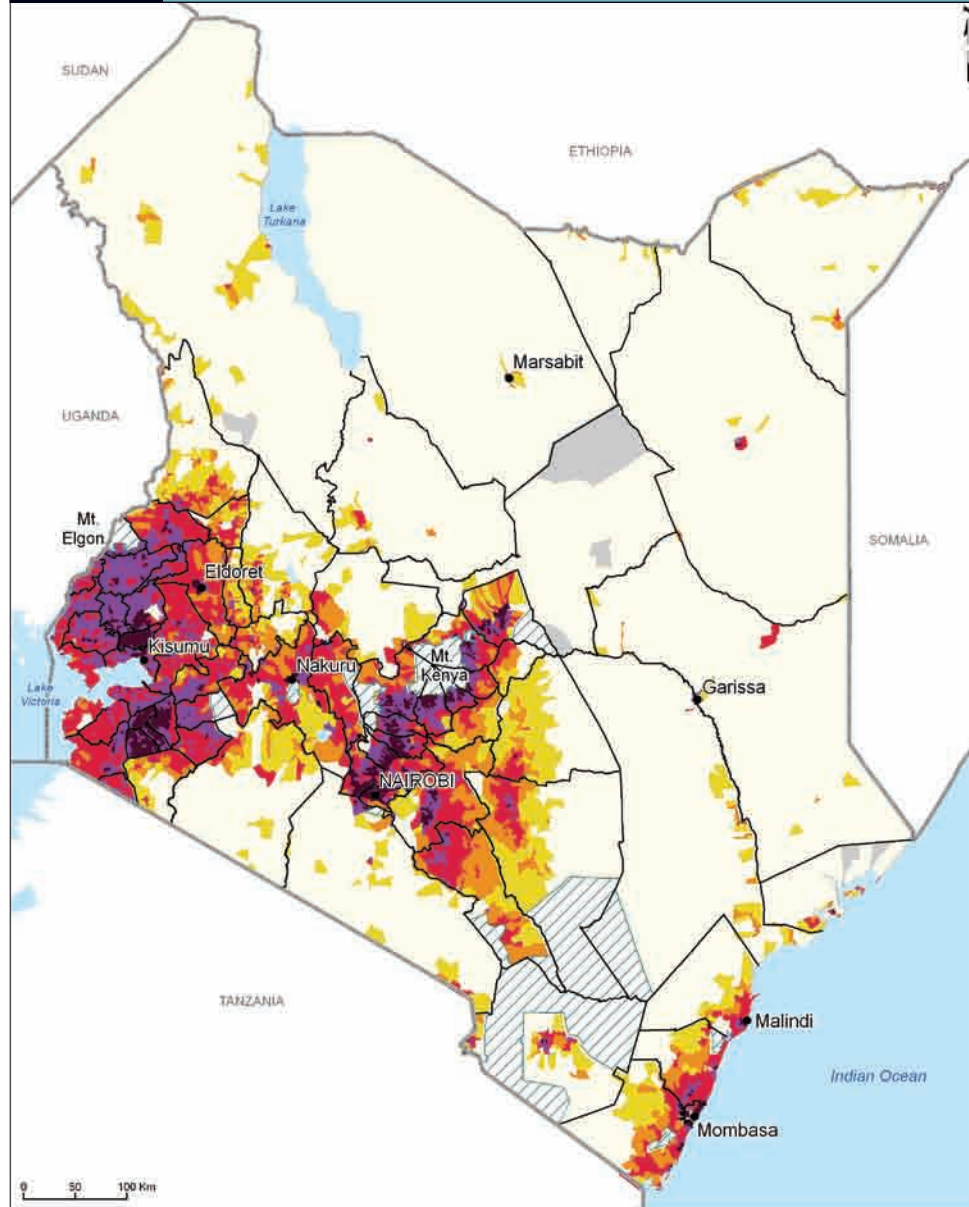 SUDAN
ETHIOPIA
Lake
Turkana
Marsabit
UGANDA
Mt.
Elgon
SOMALIA
Eldoret
Kisumu
Nakuru
Mt.
Kenya
Lake
Victoria
Garissa
NAIROBI
TANZANIA
Malindi
Indian Ocean
Mombasa
0 50 100 Km